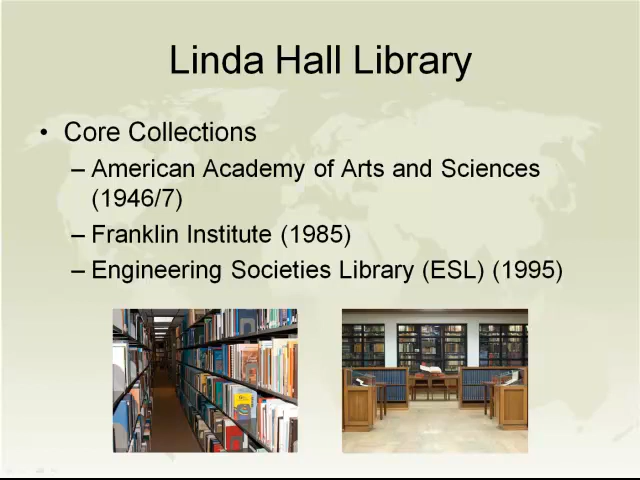 Linda Hall Library
• Core Collections
– American Academy of Arts and Sciences
(1946/7)
– Franklin Institute (1985)
– Engineering Societies Library (ESL) (1995)